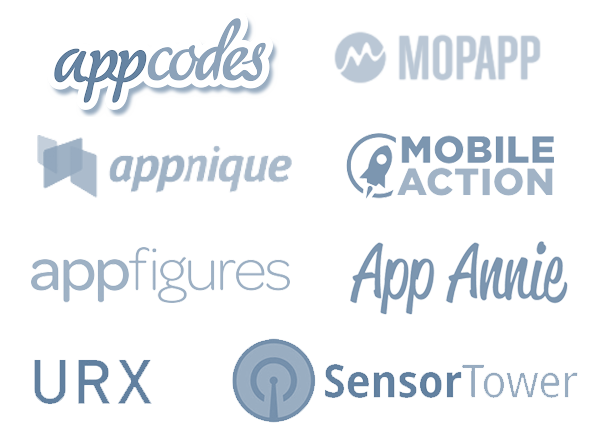 appcodes
MOPAPP
appnique
MOBILE
ACTION
appfigures
App Annie
URX
SensorTower